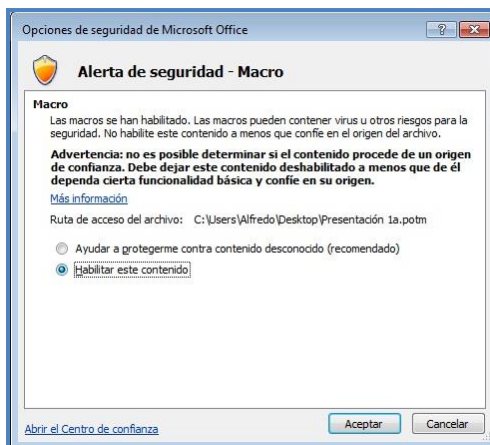 Opciones de seguridad de Microsoft Office
Alerta de seguridad - Macro
Macro
Las macros se han habilitado. Las macros pueden contener virus u otros riesgos para la
seguridad. No habilite este contenido a menos que confíe en el origen del archivo.
Advertencia: no es posible determinar si el contenido procede de un origen
de confianza. Debe dejar este contenido deshabilitado a menos que de él
dependa cierta funcionalidad básica y confíe en su origen.
Más información
Ruta de acceso del archivo: C:\Users\Alfredo\Desktop\Presentación 1a.potm
Ayudar a protegerme contra contenido desconocido (recomendado)
Habilitar este contenido
Abrir el Centro de confianza
Aceptar
Cancelar